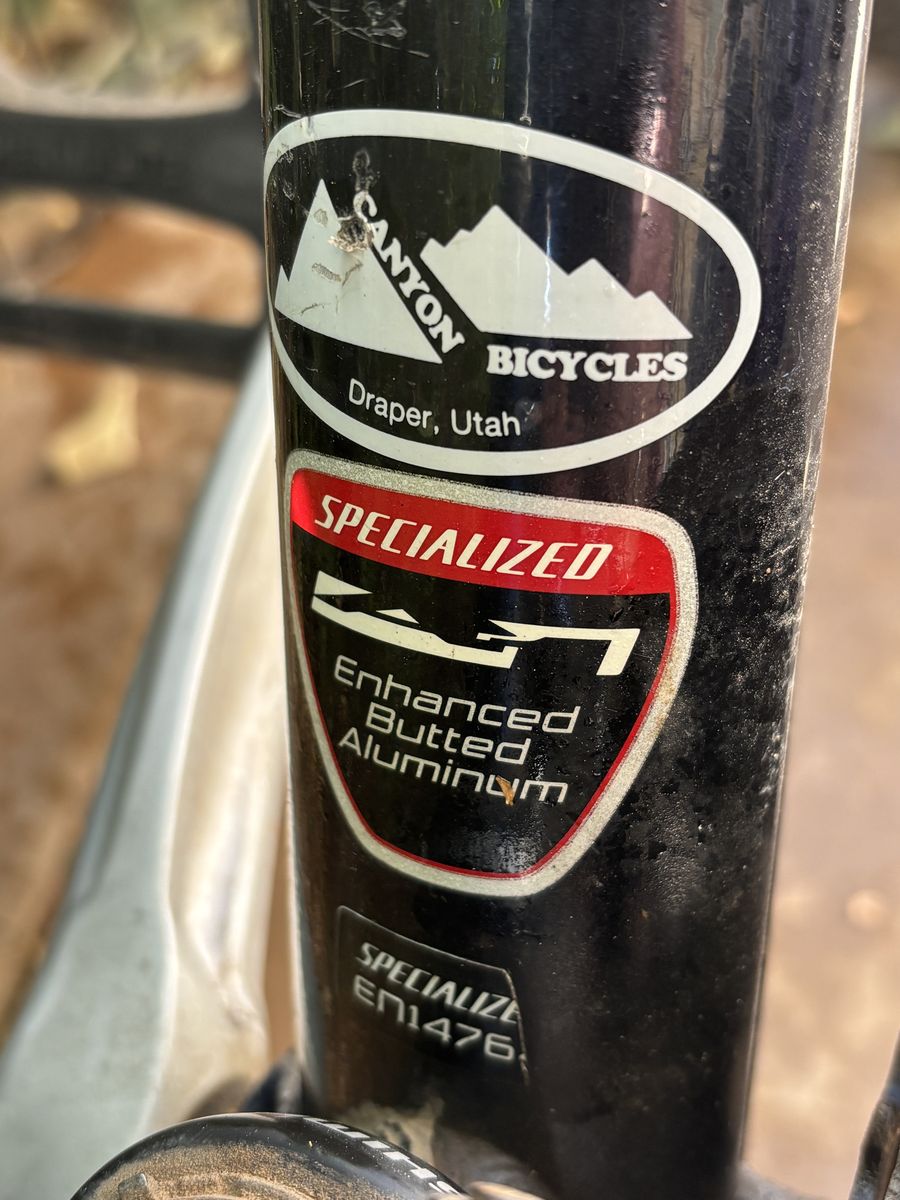 CANYON
BICYCLES
Draper, Utah
SPECIALIZED
Enhanced
Butted
Aluminum
SPECIALIZE
EN1476